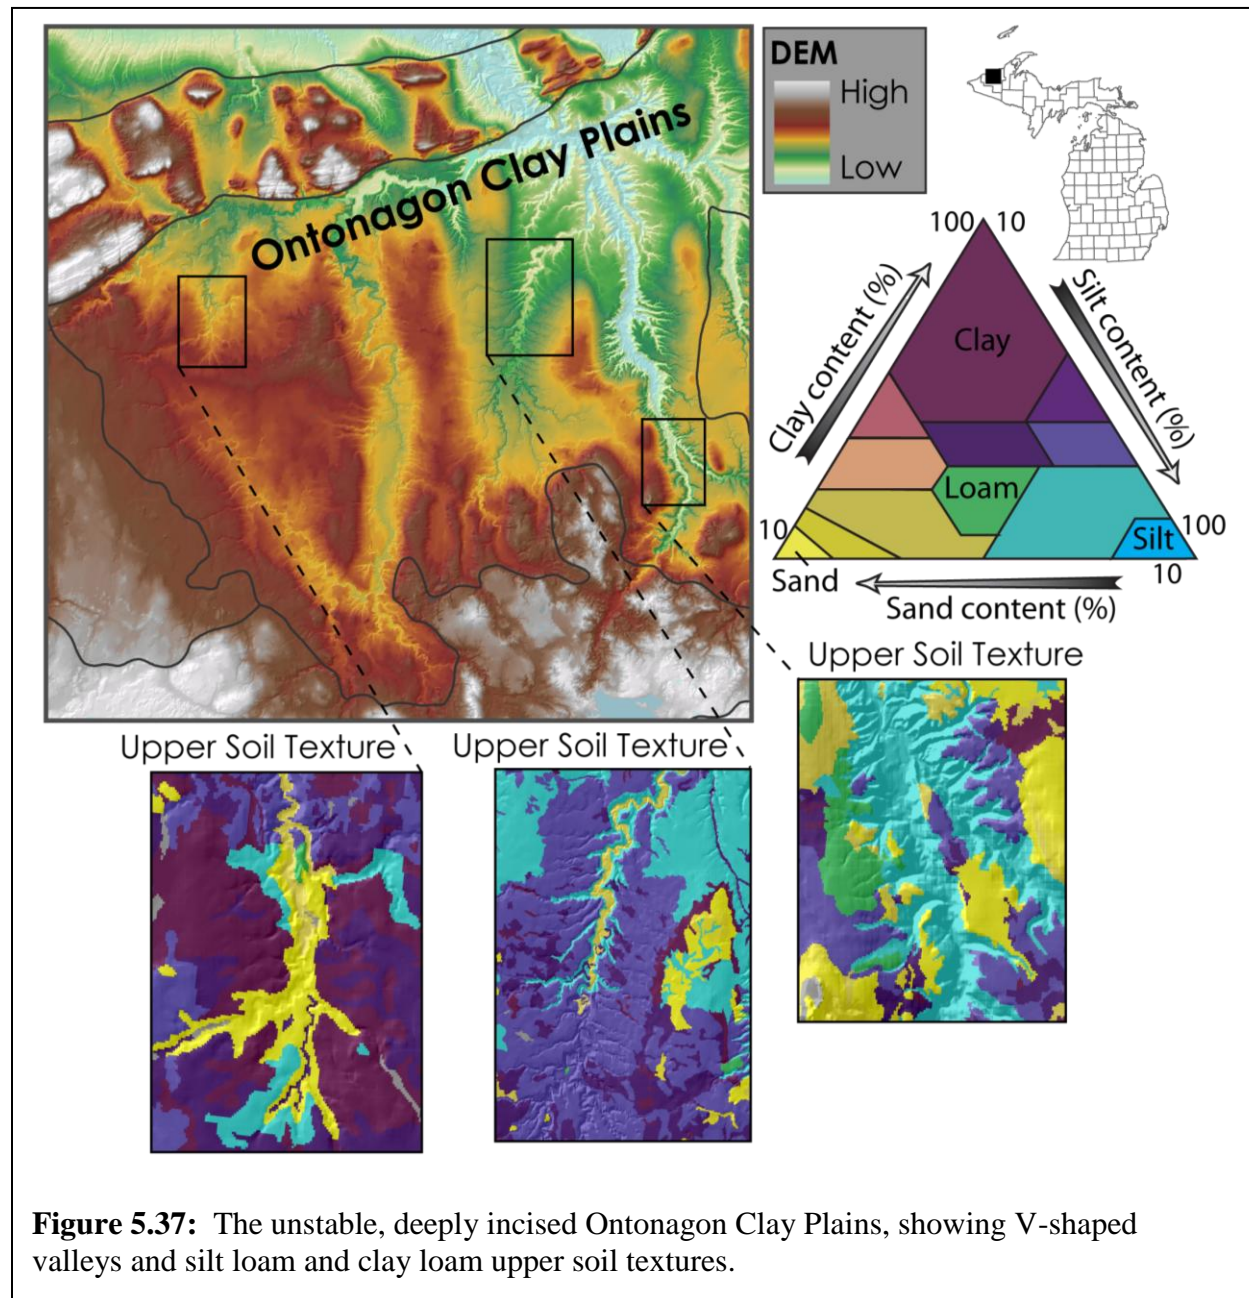 DEM
High
Low
Ontonagon Clay Plains
100 10
Clay content (%)
Silt content (%)
Clay
Loam
10
100
Silt
Sand
10
Sand content (%)
Upper Soil Texture
Upper Soil Texture
Upper Soil Texture
Figure 5.37: The unstable, deeply incised Ontonagon Clay Plains, showing V-shaped
valleys and silt loam and clay loam upper soil textures.